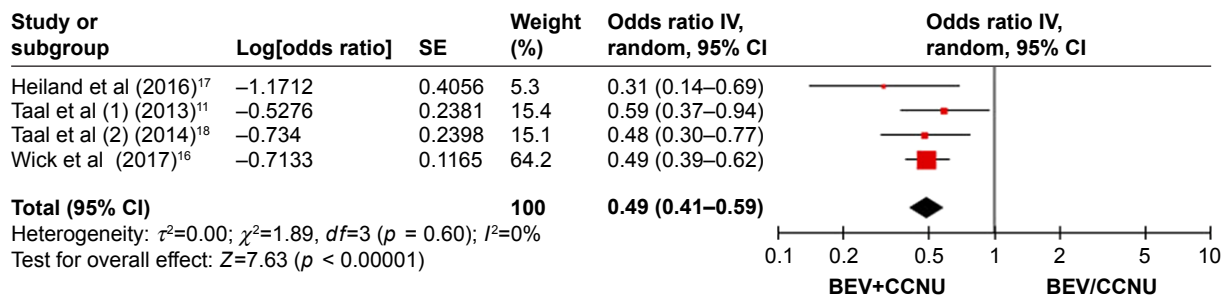 Study or subgroup Log[odds ratio] SE Weight (%) Odds ratio IV, random, 95% CI Odds ratio IV, random, 95% CI
Heiland et al (2016)17 –1.1712 0.4056 5.3 0.31 (0.14–0.69)
Taal et al (1) (2013)11 –0.5276 0.2381 15.4 0.59 (0.37–0.94)
Taal et al (2) (2014)18 –0.734 0.2398 15.1 0.48 (0.30–0.77)
Wick et al (2017)16 –0.7133 0.1165 64.2 0.49 (0.39–0.62)
Total (95% CI) 100 0.49 (0.41–0.59)
Heterogeneity: τ2=0.00; χ2=1.89, df=3 (p = 0.60); I2=0%
Test for overall effect: Z=7.63 (p < 0.00001)
0.1 0.2 0.5 1 2 5 10
BEV+CCNU BEV/CCNU